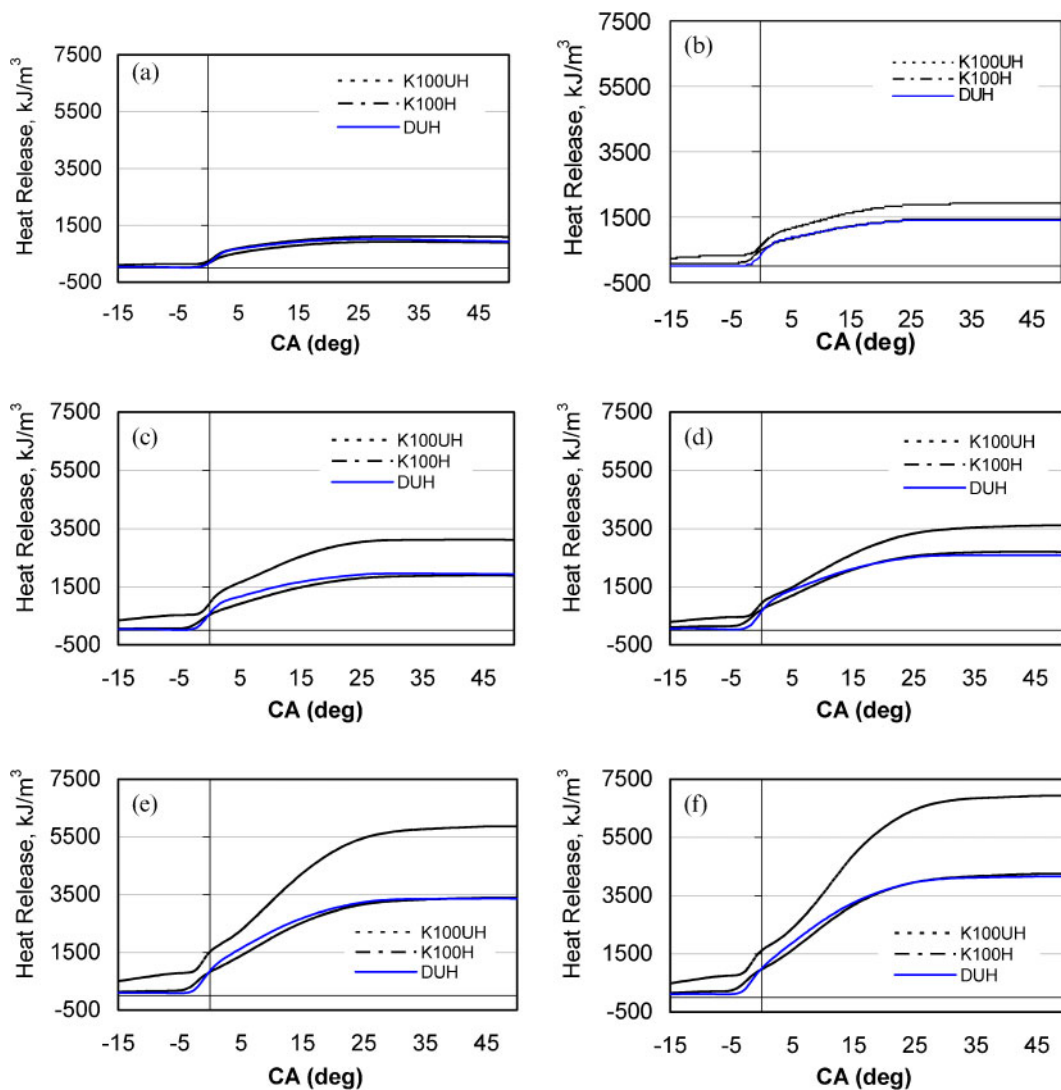 7500
5500
3500
1500
-500
Heat Release, kJ/m³
(a)
K100UH
K100H
DUH
-15 -5 5 15 25 35 45
CA (deg)
7500
5500
3500
1500
-500
Heat Release, kJ/m³
(b)
K100UH
K100H
DUH
-15 -5 5 15 25 35 45
CA (deg)
7500
5500
3500
1500
-500
Heat Release, kJ/m³
(c)
K100UH
K100H
DUH
-15 -5 5 15 25 35 45
CA (deg)
7500
5500
3500
1500
-500
Heat Release, kJ/m³
(d)
K100UH
K100H
DUH
-15 -5 5 15 25 35 45
CA (deg)
7500
5500
3500
1500
-500
Heat Release, kJ/m³
(e)
K100UH
K100H
DUH
-15 -5 5 15 25 35 45
CA (deg)
7500
5500
3500
1500
-500
Heat Release, kJ/m³
(f)
K100UH
K100H
DUH
-15 -5 5 15 25 35 45
CA (deg)